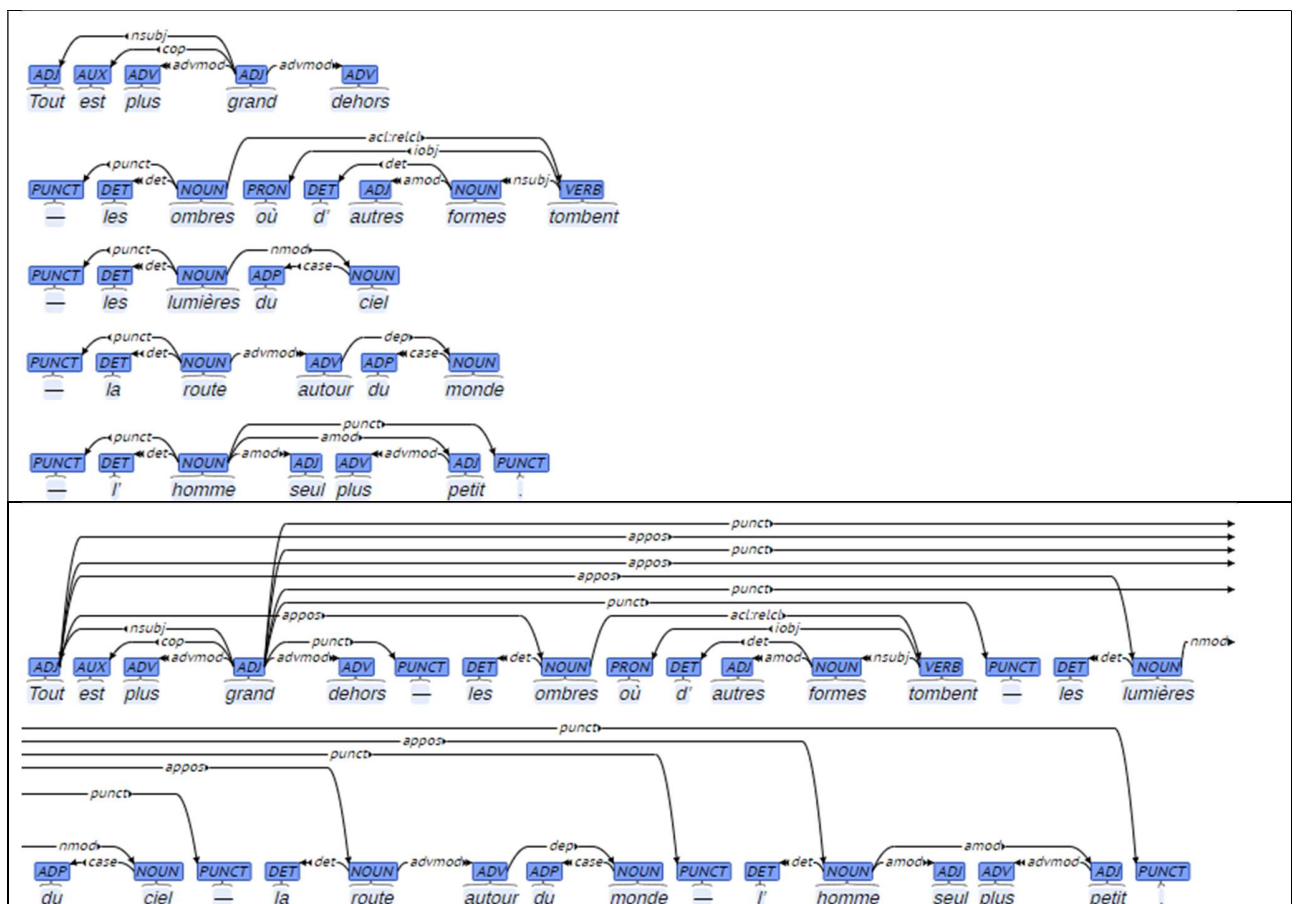 nsubj
cop
advmod advmod
ADJ AUX ADV ADJ ADV
Tout est plus grand dehors
acl:relcl
iobj
punct det
det amod nsubj
PUNCT DET NOUN PRON DET ADJ NOUN VERB
— les ombres où d' autres formes tombent
punct nmod
det case
PUNCT DET NOUN ADP NOUN
— les lumières du ciel
punct dep
det advmod case
PUNCT DET NOUN ADV ADP NOUN
— la route autour du monde
punct
punct amod
det amod advmod
PUNCT DET NOUN ADJ ADV ADJ PUNCT
— l' homme seul plus petit .
punct
appos
punct
appos
appos
punct
punct
appos acl:relcl
nsubj iobj
cop punct det nmod
advmod advmod det amod nsubj det
ADJ AUX ADV ADJ ADV PUNCT DET NOUN PRON DET ADJ NOUN VERB PUNCT DET NOUN
Tout est plus grand dehors — les ombres où d' autres formes tombent — les lumières
punct
appos
punct
appos
punct
nmod dep amod
case det advmod case det amod advmod
ADP NOUN PUNCT DET NOUN ADV ADP NOUN PUNCT DET NOUN ADJ ADV ADJ PUNCT
du ciel — la route autour du monde — l' homme seul plus petit .